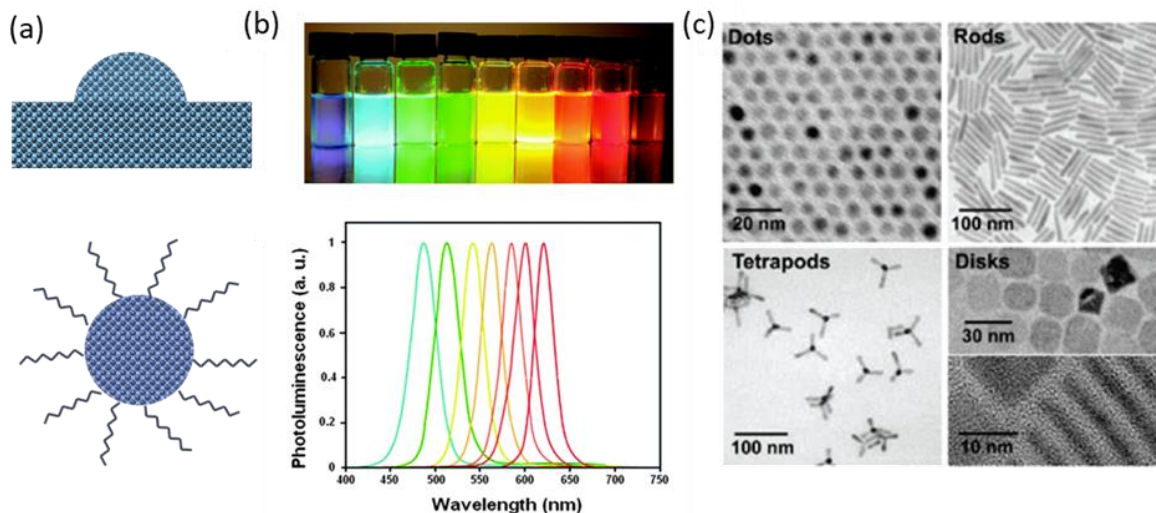 (a)
(b)
(c)
Photoluminescence (a. u.)
1
0.8
0.6
0.4
0.2
0
400 450 500 550 600 650 700 750
Wavelength (nm)
Dots
20 nm
Rods
100 nm
Tetrapods
100 nm
Disks
30 nm
10 nm